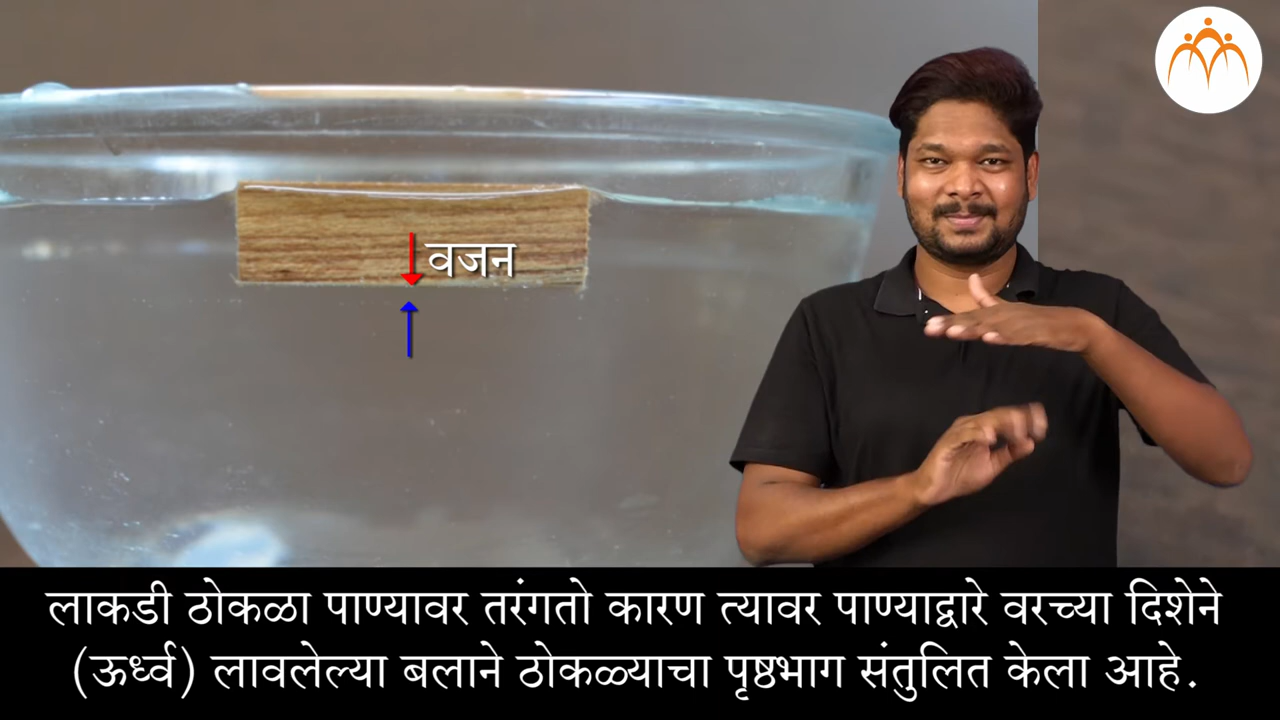 वजन
लाकडी ठोकळा पाण्यावर तरंगतो कारण त्यावर पाण्याद्वारे वरच्या दिशेने
(ऊर्ध्व) लावलेल्या बलाने ठोकळ्याचा पृष्ठभाग संतुलित केला आहे.